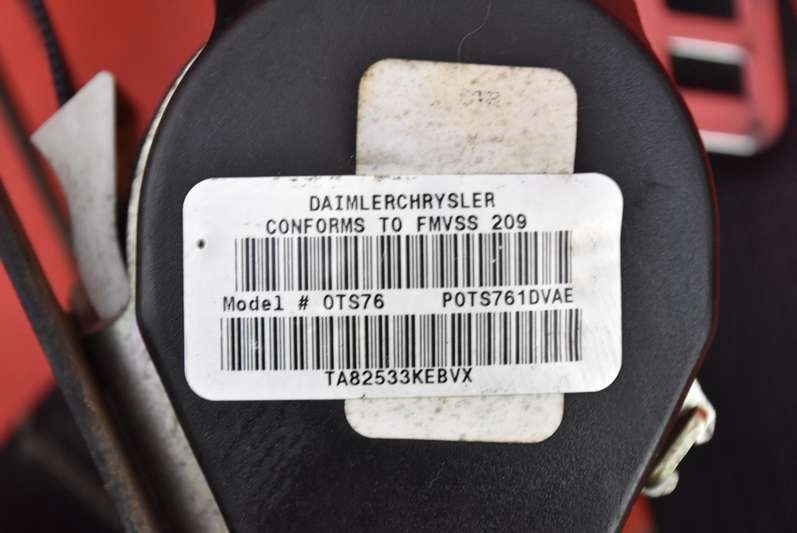 DAIMLERCHRYSLER
CONFORMS TO FMVSS 209
Model # OTS76 P0TS761DVAE
TA82533KEBVX